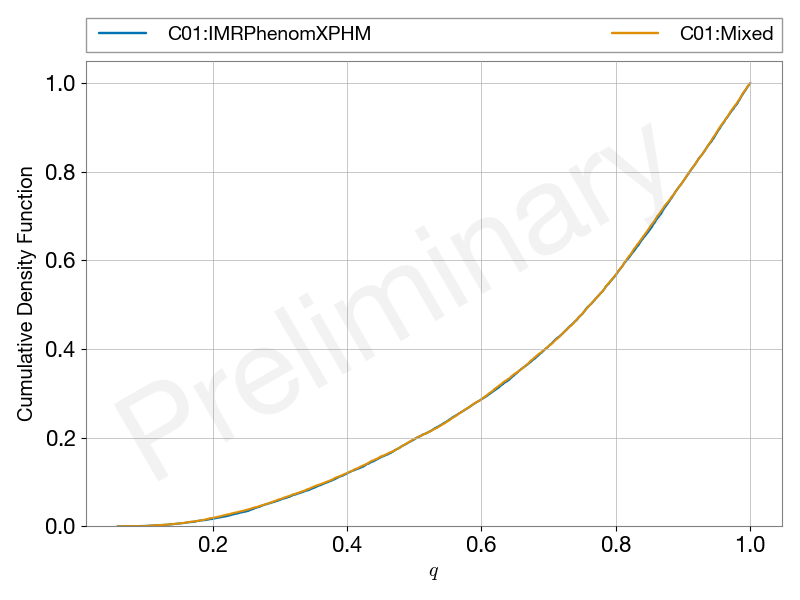 C01:IMRPhenomXPHM
C01:Mixed
1.0
0.8
0.6
0.4
0.2
0.0
Cumulative Density Function
Preliminary
0.2
0.4
0.6
0.8
1.0
q